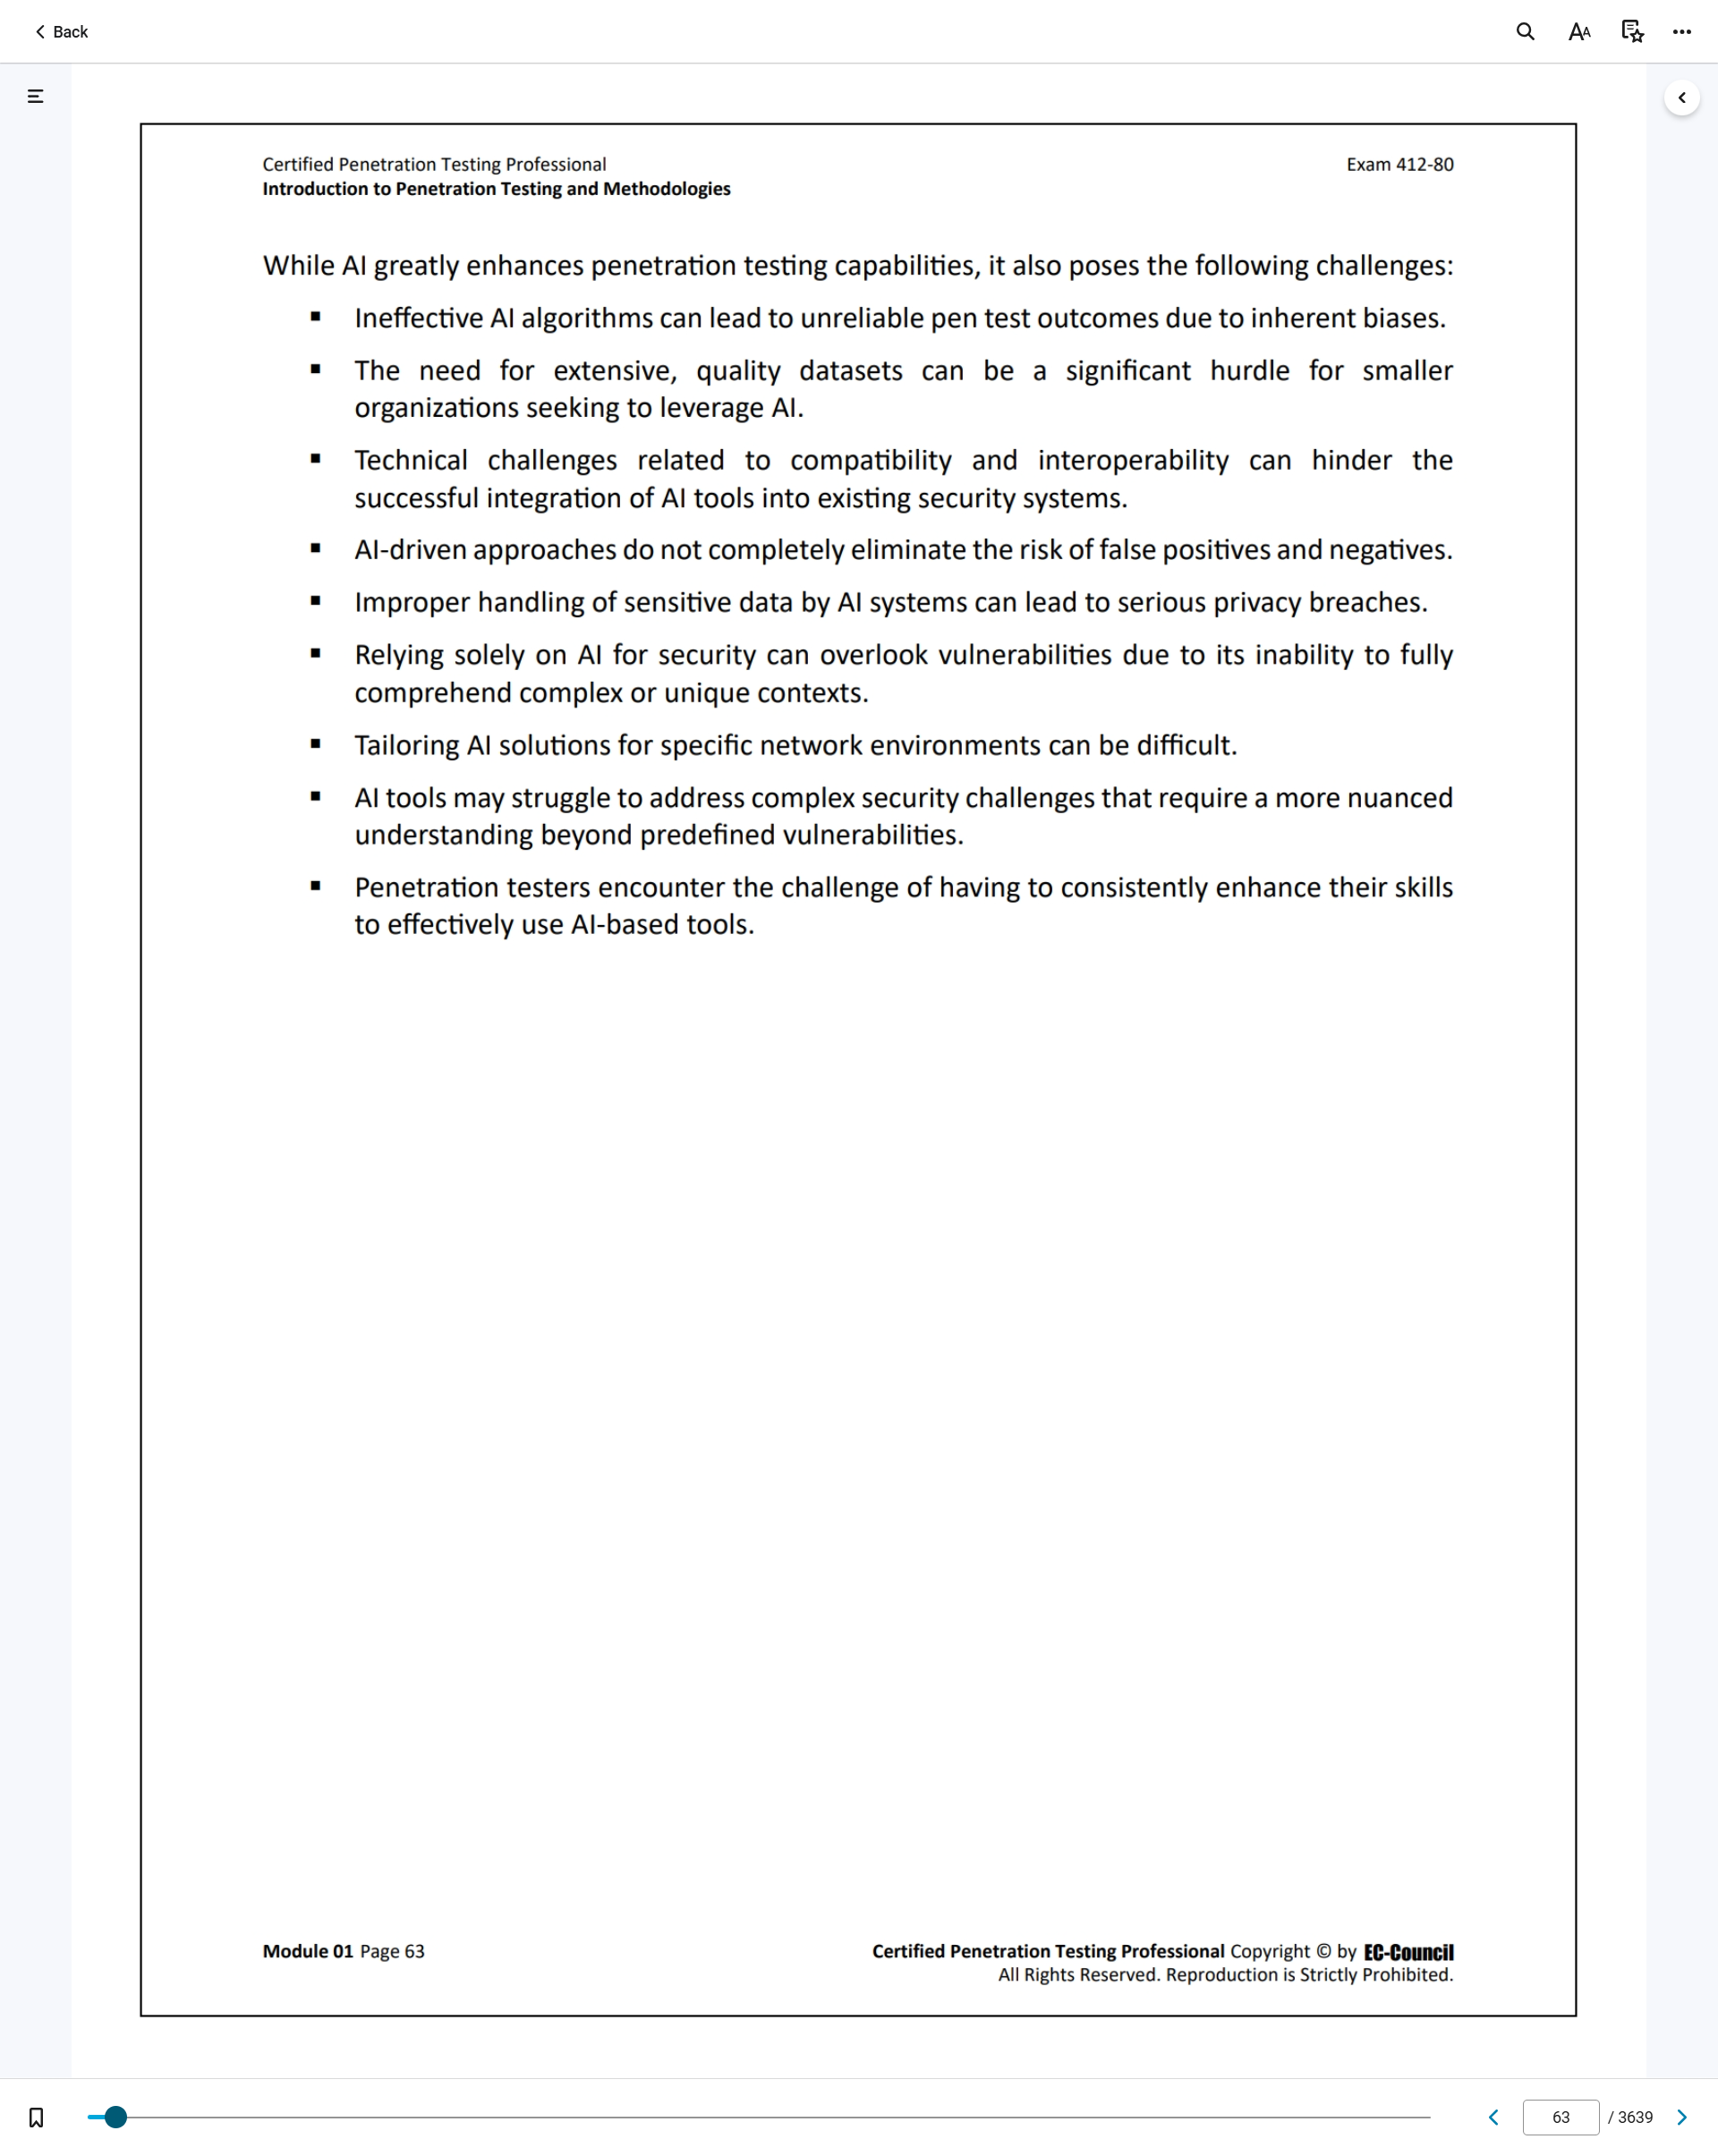 Back
Certified Penetration Testing Professional
Exam 412-80
Introduction to Penetration Testing and Methodologies
While AI greatly enhances penetration testing capabilities, it also poses the following challenges:
▪ Ineffective AI algorithms can lead to unreliable pen test outcomes due to inherent biases.
▪ The need for extensive, quality datasets can be a significant hurdle for smaller
organizations seeking to leverage AI.
▪ Technical challenges related to compatibility and interoperability can hinder the
successful integration of AI tools into existing security systems.
▪ AI-driven approaches do not completely eliminate the risk of false positives and negatives.
▪ Improper handling of sensitive data by AI systems can lead to serious privacy breaches.
▪ Relying solely on AI for security can overlook vulnerabilities due to its inability to fully
comprehend complex or unique contexts.
▪ Tailoring AI solutions for specific network environments can be difficult.
▪ AI tools may struggle to address complex security challenges that require a more nuanced
understanding beyond predefined vulnerabilities.
▪ Penetration testers encounter the challenge of having to consistently enhance their skills
to effectively use AI-based tools.
Module 01 Page 63
Certified Penetration Testing Professional Copyright © by EC-Council
All Rights Reserved. Reproduction is Strictly Prohibited.
63 / 3639